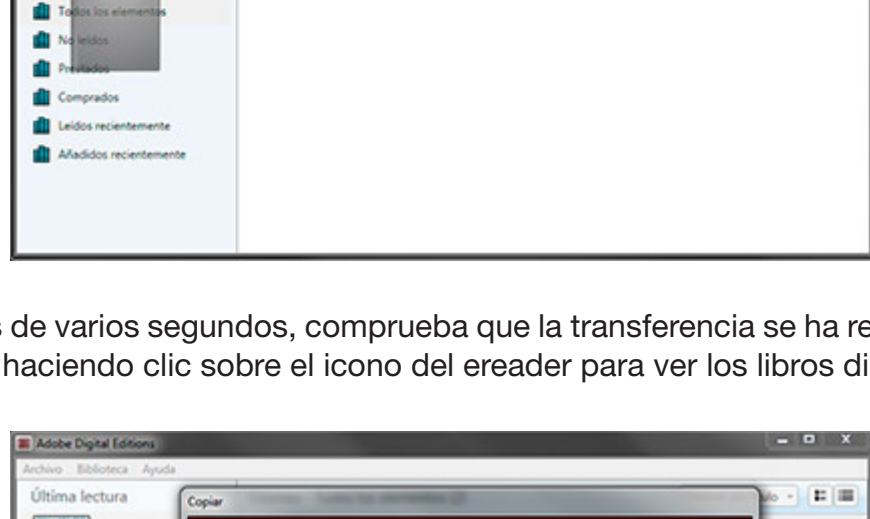 Todos los elementos
No leídos
Prestados
Comprados
Leídos recientemente
Añadidos recientemente
s de varios segundos, comprueba que la transferencia se ha re
haciendo clic sobre el icono del ereader para ver los libros di
Adobe Digital Editions
Archivo Biblioteca Ayuda
Última lectura
Copiar